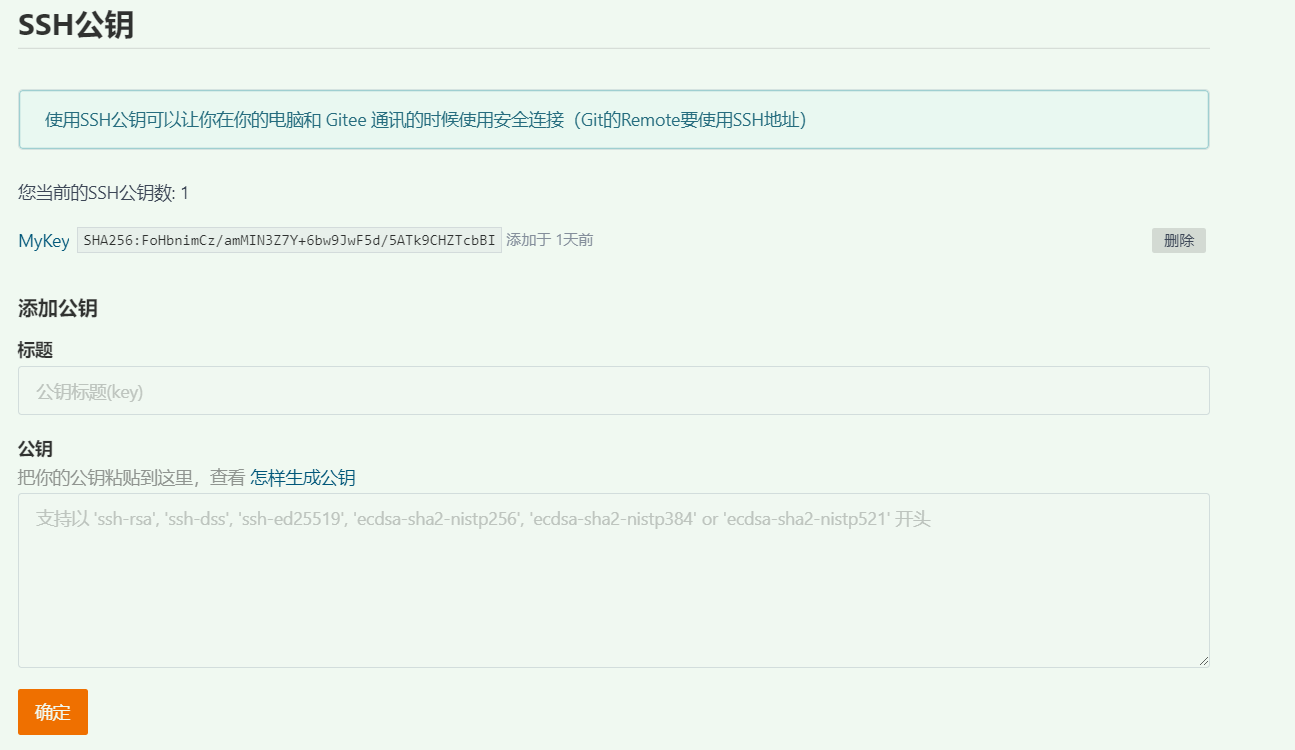 SSH公钥
使用SSH公钥可以让你在你的电脑和 Gitee 通讯的时候使用安全连接（Git的Remote要使用SSH地址）
您当前的SSH公钥数: 1
MyKey SHA256:FoHbnimCz/amMIN3Z7Y+6bw9JwF5d/5ATk9CHZTcbBI 添加于 1天前 删除
添加公钥
标题
公钥标题(key)
公钥
把你的公钥粘贴到这里，查看 怎样生成公钥
支持以 'ssh-rsa', 'ssh-dss', 'ssh-ed25519', 'ecdsa-sha2-nistp256', 'ecdsa-sha2-nistp384' or 'ecdsa-sha2-nistp521' 开头
确定